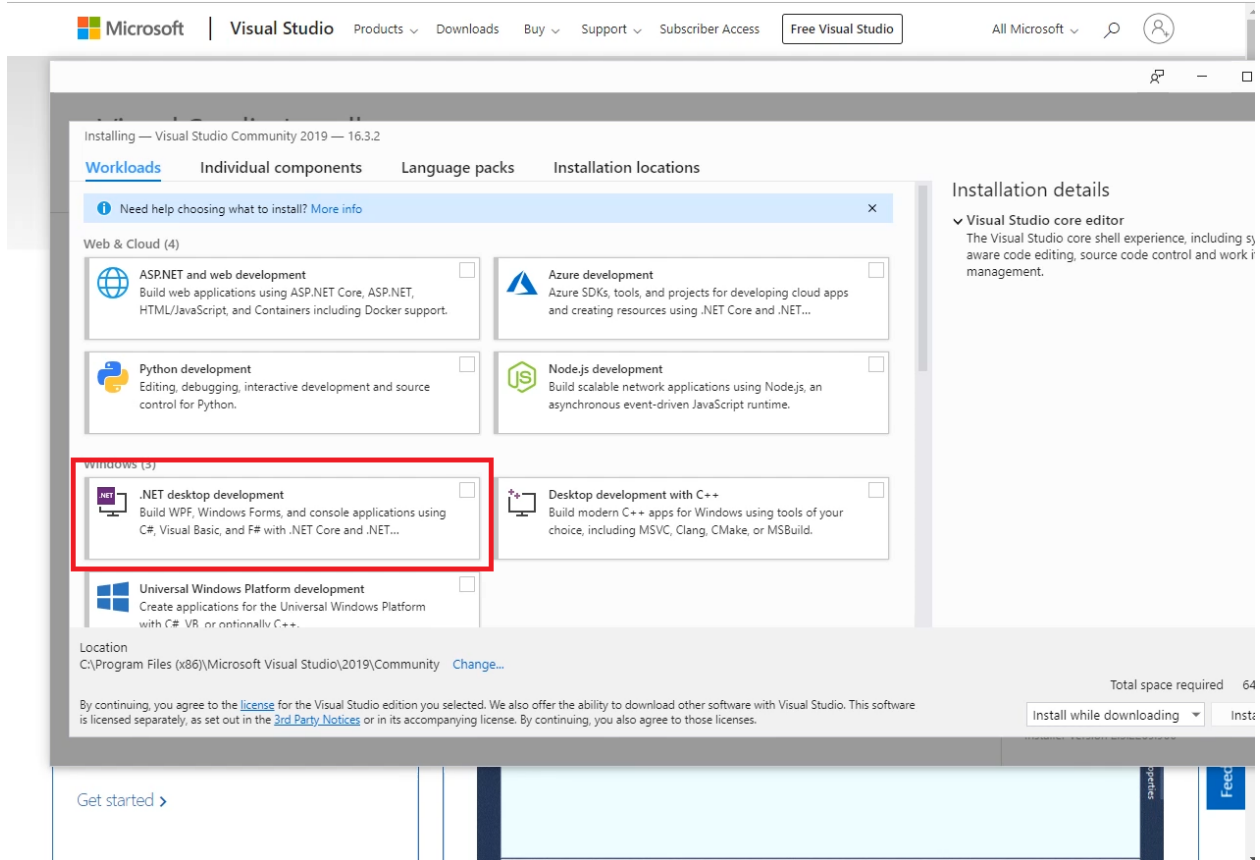 Microsoft | Visual Studio Products Downloads Buy Support Subscriber Access Free Visual Studio All Microsoft
Installing — Visual Studio Community 2019 — 16.3.2
Workloads Individual components Language packs Installation locations
Need help choosing what to install? More info
Web & Cloud (4)
ASP.NET and web development
Build web applications using ASP.NET Core, ASP.NET,
HTML/JavaScript, and Containers including Docker support.
Azure development
Azure SDKs, tools, and projects for developing cloud apps
and creating resources using .NET Core and .NET...
Python development
Editing, debugging, interactive development and source
control for Python.
Node.js development
Build scalable network applications using Node.js, an
asynchronous event-driven JavaScript runtime.
Windows (3)
.NET
.NET desktop development
Build WPF, Windows Forms, and console applications using
C#, Visual Basic, and F# with .NET Core and .NET...
Desktop development with C++
Build modern C++ apps for Windows using tools of your
choice, including MSVC, Clang, CMake, or MSBuild.
Universal Windows Platform development
Create applications for the Universal Windows Platform
with C#, VB, or optionally C++.
Installation details
Visual Studio core editor
The Visual Studio core shell experience, including
aware code editing, source code control and work
management.
Location
C:\Program Files (x86)\Microsoft Visual Studio\2019\Community Change...
Total space required 64
By continuing, you agree to the license for the Visual Studio edition you selected. We also offer the ability to download other software with Visual Studio. This software
is licensed separately, as set out in the 3rd Party Notices or in its accompanying license. By continuing, you also agree to those licenses.
Install while downloading Insta
Get started
operties
Feed